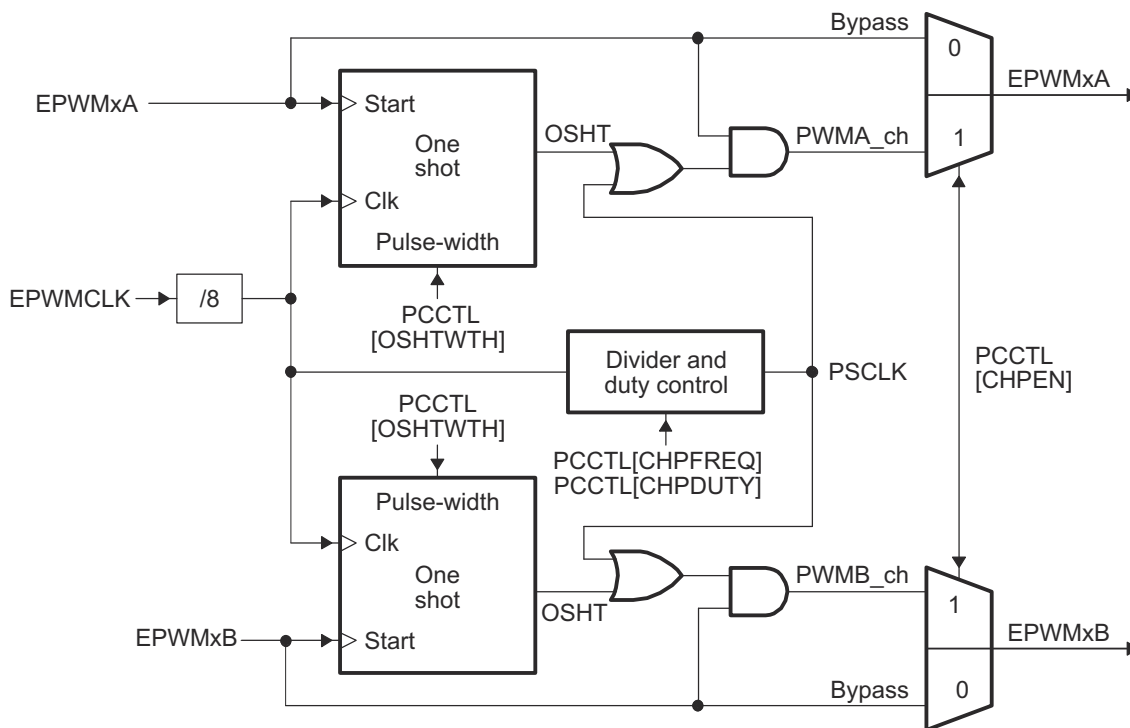 Bypass
0
EPWMxA
EPWMxA
Start
OSHT
PWMA_ch
1
One
shot
Clk
Pulse-width
EPWMCLK
/8
PCCTL
[OSHTWTH]
Divider and
duty control
PSCLK
PCCTL
[CHPEN]
PCCTL
[OSHTWTH]
PCCTL[CHPFREQ]
PCCTL[CHPDUTY]
Pulse-width
Clk
One
shot
OSHT
PWMB_ch
1
EPWMxB
Start
EPWMxB
Bypass
0